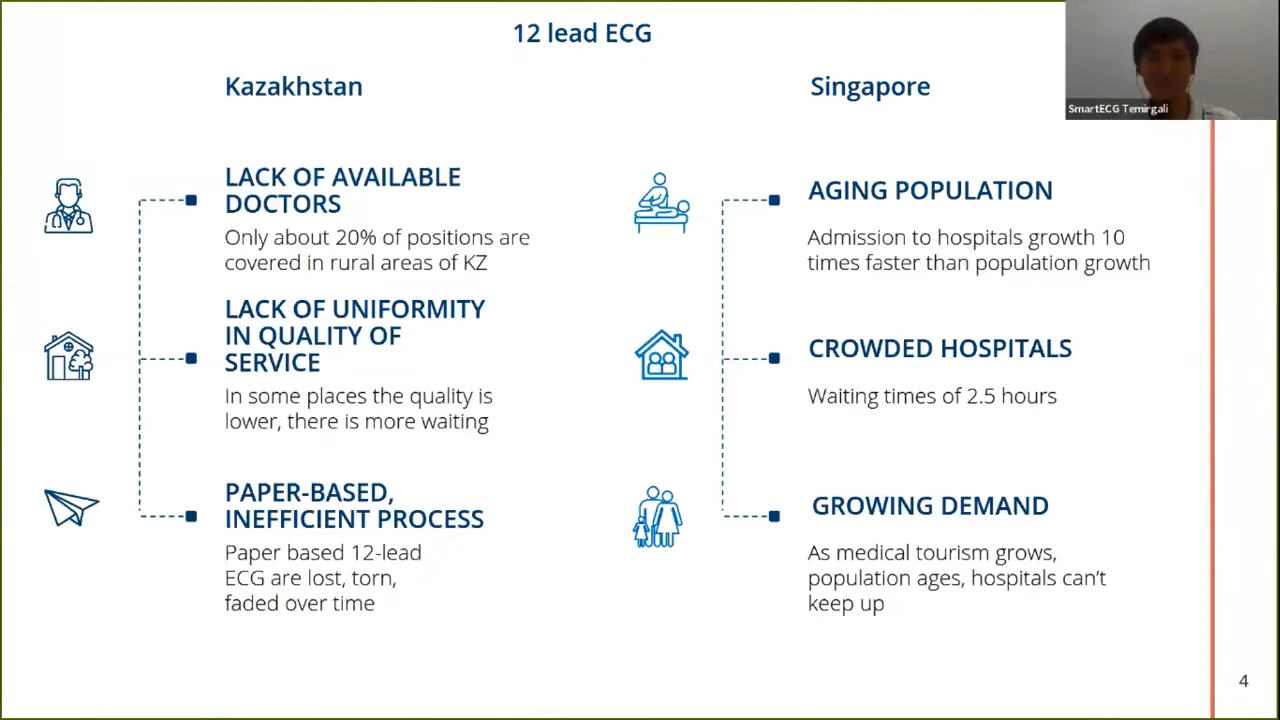 12 lead ECG
SmartECG Temirgali
Kazakhstan
LACK OF AVAILABLE
DOCTORS
Only about 20% of positions are
covered in rural areas of KZ
LACK OF UNIFORMITY
IN QUALITY OF
SERVICE
In some places the quality is
lower, there is more waiting
PAPER-BASED,
INEFFICIENT PROCESS
Paper based 12-lead
ECG are lost, torn,
faded over time
Singapore
AGING POPULATION
Admission to hospitals growth 10
times faster than population growth
CROWDED HOSPITALS
Waiting times of 2.5 hours
GROWING DEMAND
As medical tourism grows,
population ages, hospitals can't
keep up
4